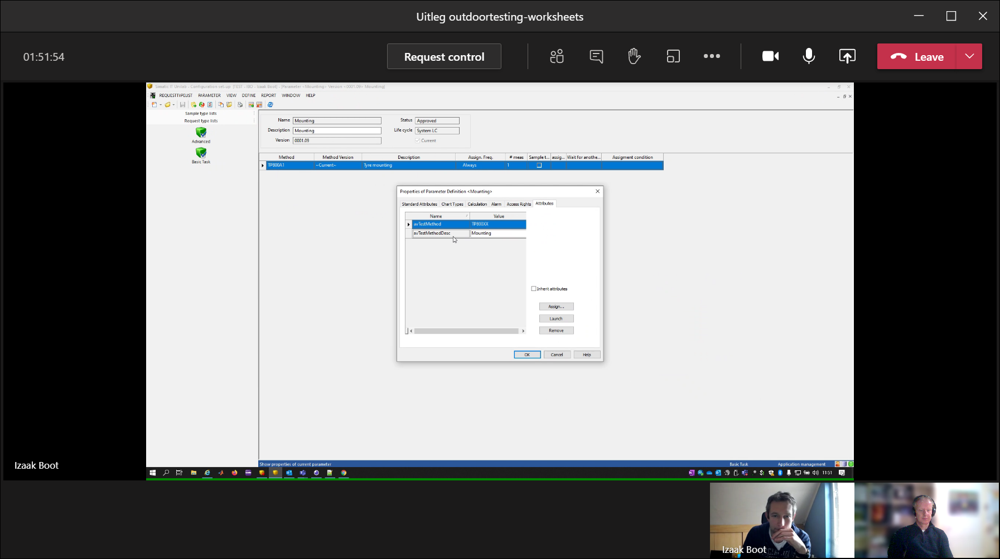 Uitleg outdoortesting-worksheets
01:51:54
Request control
Leave
Simatic IT Unilab - Configuration set-up [TEST - IBO - Izaak Boot] - [Parameter <Mounting> Version <0001.09> Mounting]
REQUESTTYPELIST PARAMETER VIEW DEFINE REPORT WINDOW HELP
Sample type lists
Request type lists
Advanced
Basic Task
Name Mounting Status Approved
Description Mounting Life cycle System LC
Version 0001.09 Current
Method Method Version Description Assign. Freq. # meas Sample t... assig... Wait for anothe... Assigment condition
TP800A1 ~Current~ Tyre mounting Always 1
Properties of Parameter Definition <Mounting>
Standard Attributes Chart Types Calculation Alarm Access Rights Attributes
Name Value
avTestMethod TP800XX
avTestMethodDesc Mounting
Inherit attributes
Assign...
Launch
Remove
OK Cancel Help
Show properties of current parameter Basic Task Application management
11:51
Izaak Boot
Izaak Boot